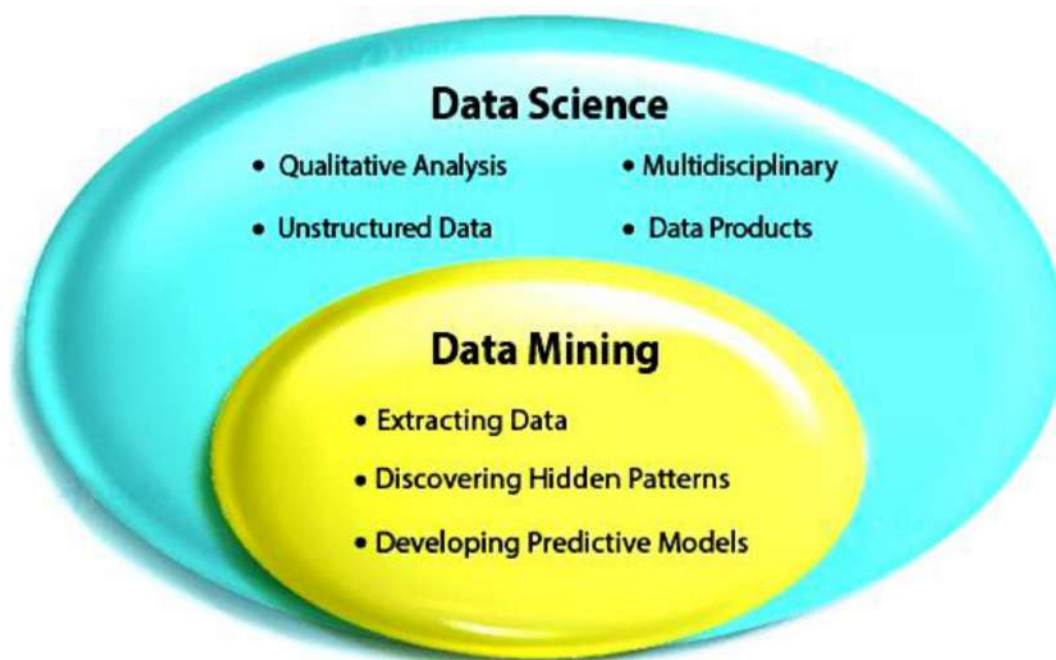 Data Science
• Qualitative Analysis • Multidisciplinary
• Unstructured Data • Data Products
Data Mining
• Extracting Data
• Discovering Hidden Patterns
• Developing Predictive Models